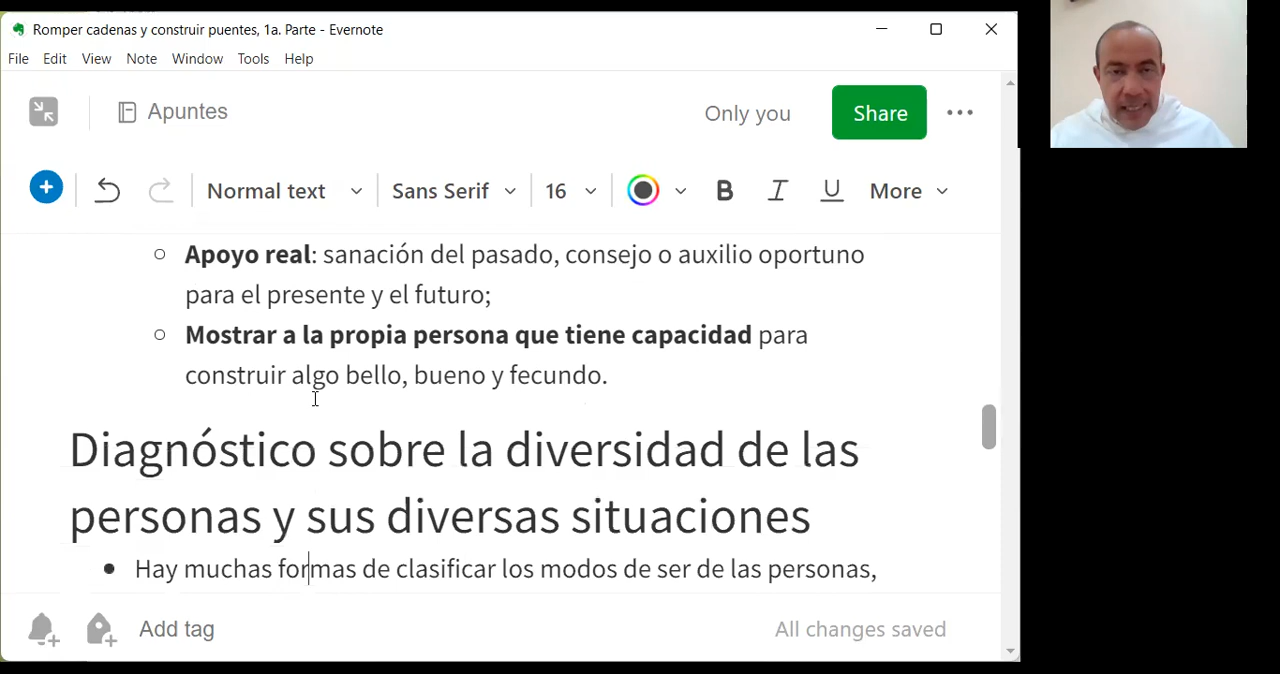 Romper cadenas y construir puentes, 1a. Parte - Evernote
File Edit View Note Window Tools Help
Apuntes
Only you
Share
Normal text
Sans Serif
16
B I U More
Apoyo real: sanación del pasado, consejo o auxilio oportuno
para el presente y el futuro;
Mostrar a la propia persona que tiene capacidad para
construir algo bello, bueno y fecundo.
Diagnóstico sobre la diversidad de las
personas y sus diversas situaciones
Hay muchas formas de clasificar los modos de ser de las personas,
Add tag
All changes saved